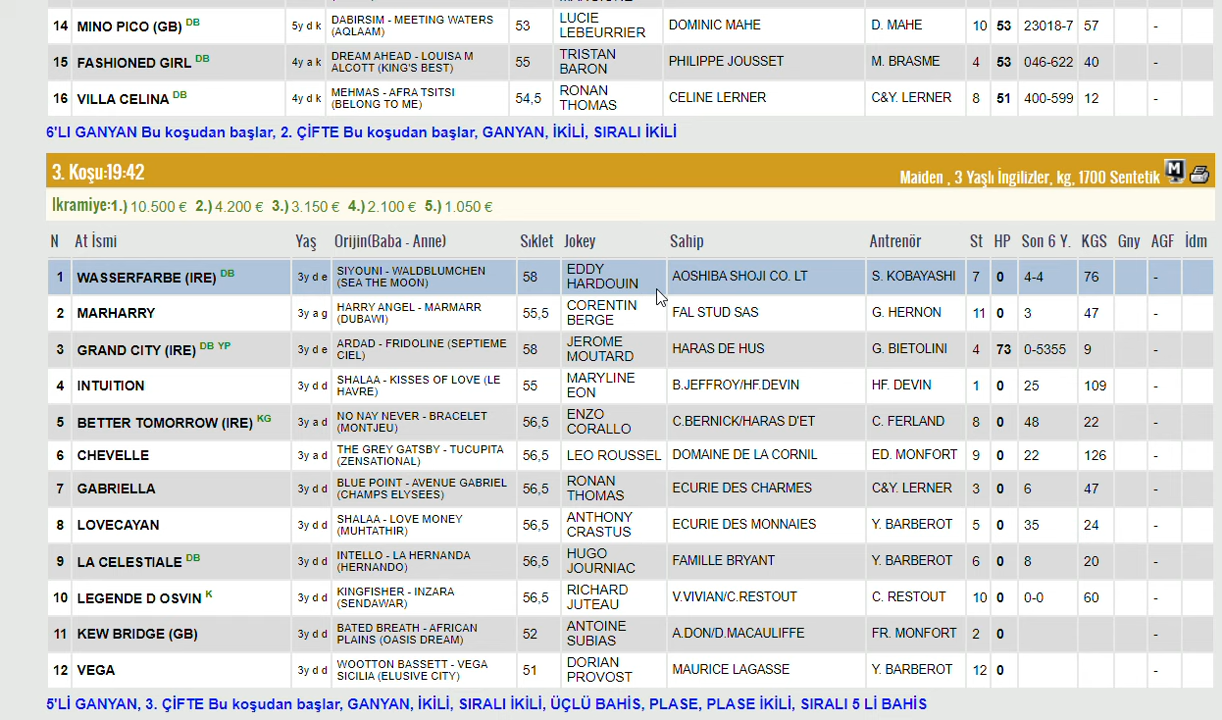 14 MINO PICO (GB) DB 5y d k DABIRSIM - MEETING WATERS (AQLAAM) 53 LUCIE LEBEURRIER DOMINIC MAHE D. MAHE 10 53 23018-7 57 -
15 FASHIONED GIRL DB 4y a k DREAM AHEAD - LOUISA M ALCOTT (KING'S BEST) 55 TRISTAN BARON PHILIPPE JOUSSET M. BRASME 4 53 046-622 40 -
16 VILLA CELINA DB 4y d k MEHMAS - AFRA TSITSI (BELONG TO ME) 54,5 RONAN THOMAS CELINE LERNER C&Y. LERNER 8 51 400-599 12 -
6'LI GANYAN Bu koşudan başlar, 2. ÇİFTE Bu koşudan başlar, GANYAN, İKİLİ, SIRALI İKİLİ
3. Koşu:19:42 Maiden , 3 Yaşlı İngilizler, kg, 1700 Sentetik M
İkramiye:1.) 10.500 € 2.) 4.200 € 3.) 3.150 € 4.) 2.100 € 5.) 1.050 €
N At İsmi Yaş Orijin(Baba - Anne) Sıklet Jokey Sahip Antrenör St HP Son 6 Y. KGS Gny AGF İdm
1 WASSERFARBE (IRE) DB 3y d e SIYOUNI - WALDBLUMCHEN (SEA THE MOON) 58 EDDY HARDOUIN AOSHIBA SHOJI CO. LT S. KOBAYASHI 7 0 4-4 76 -
2 MARHARRY 3y a g HARRY ANGEL - MARMARR (DUBAWI) 55,5 CORENTIN BERGE FAL STUD SAS G. HERNON 11 0 3 47 -
3 GRAND CITY (IRE) DB YP 3y d e ARDAD - FRIDOLINE (SEPTIEME CIEL) 58 JEROME MOUTARD HARAS DE HUS G. BIETOLINI 4 73 0-5355 9 -
4 INTUITION 3y d d SHALAA - KISSES OF LOVE (LE HAVRE) 55 MARYLINE EON B.JEFFROY/HF.DEVIN HF. DEVIN 1 0 25 109 -
5 BETTER TOMORROW (IRE) KG 3y a d NO NAY NEVER - BRACELET (MONTJEU) 56,5 ENZO CORALLO C.BERNICK/HARAS D'ET C. FERLAND 8 0 48 22 -
6 CHEVELLE 3y a d THE GREY GATSBY - TUCUPITA (ZENSATIONAL) 56,5 LEO ROUSSEL DOMAINE DE LA CORNIL ED. MONFORT 9 0 22 126 -
7 GABRIELLA 3y d d BLUE POINT - AVENUE GABRIEL (CHAMPS ELYSEES) 56,5 RONAN THOMAS ECURIE DES CHARMES C&Y. LERNER 3 0 6 47 -
8 LOVECAYAN 3y d d SHALAA - LOVE MONEY (MUHTATHIR) 56,5 ANTHONY CRASTUS ECURIE DES MONNAIES Y. BARBEROT 5 0 35 24 -
9 LA CELESTIALE DB 3y d d INTELLO - LA HERNANDA (HERNANDO) 56,5 HUGO JOURNIAC FAMILLE BRYANT Y. BARBEROT 6 0 8 20 -
10 LEGENDE D OSVIN K 3y d d KINGFISHER - INZARA (SENDAWAR) 56,5 RICHARD JUTEAU V.VIVIAN/C.RESTOUT C. RESTOUT 10 0 0-0 60 -
11 KEW BRIDGE (GB) 3y d d BATED BREATH - AFRICAN PLAINS (OASIS DREAM) 52 ANTOINE SUBIAS A.DON/D.MACAULIFFE FR. MONFORT 2 0 -
12 VEGA 3y d d WOOTTON BASSETT - VEGA SICILIA (ELUSIVE CITY) 51 DORIAN PROVOST MAURICE LAGASSE Y. BARBEROT 12 0 -
5'Lİ GANYAN, 3. ÇİFTE Bu koşudan başlar, GANYAN, İKİLİ, SIRALI İKİLİ, ÜÇLÜ BAHİS, PLASE, PLASE İKİLİ, SIRALI 5 Lİ BAHİS